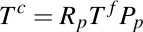 T^c = R_p T^f P_p